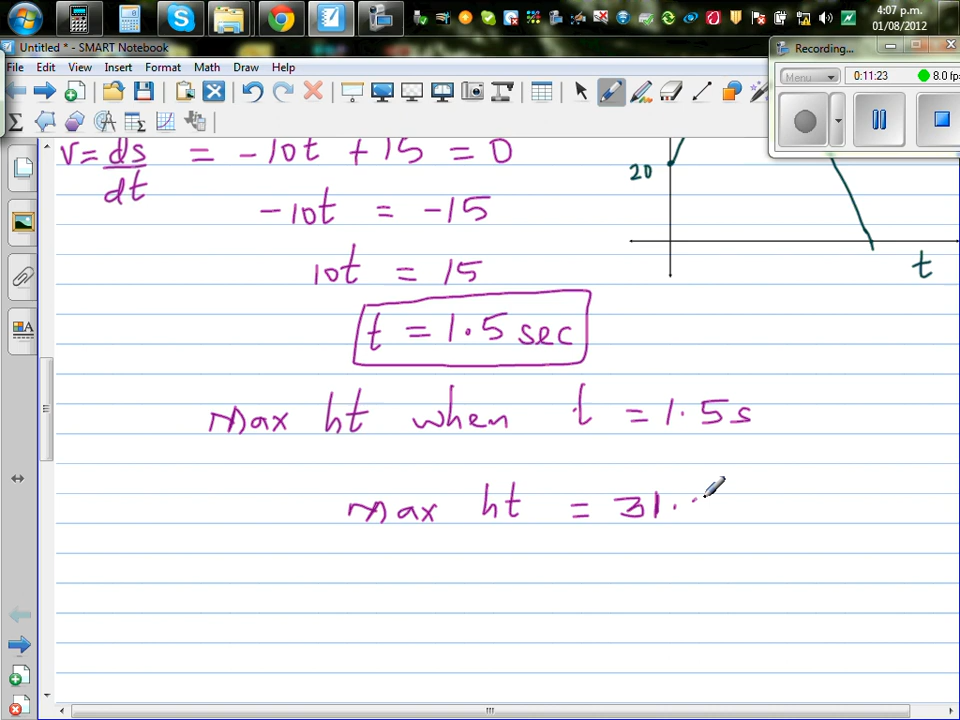 4:07 p.m.
01/08/2012
Untitled * - SMART Notebook
Recording...
File Edit View Insert Format Math Draw Help
Menu 0:11:23 8.0 fp
v = ds/dt = -10t + 15 = 0
20
-10t = -15
t
10t = 15
t = 1.5 sec
Max ht when t = 1.5s
Max ht = 31.